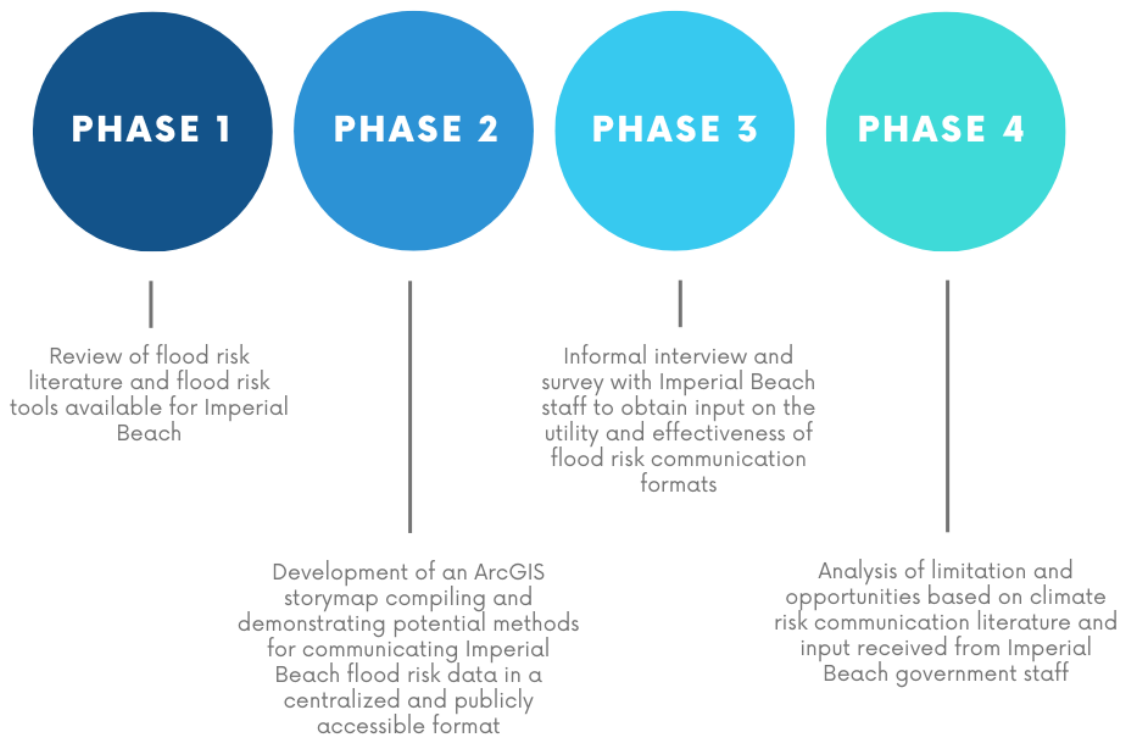 PHASE 1
PHASE 2
PHASE 3
PHASE 4
Review of flood risk
literature and flood risk
tools available for Imperial
Beach
Development of an ArcGIS
storymap compiling and
demonstrating potential methods
for communicating Imperial
Beach flood risk data in a
centralized and publicly
accessible format
Informal interview and
survey with Imperial Beach
staff to obtain input on the
utility and effectiveness of
flood risk communication
formats
Analysis of limitation and
opportunities based on climate
risk communication literature and
input received from Imperial
Beach government staff